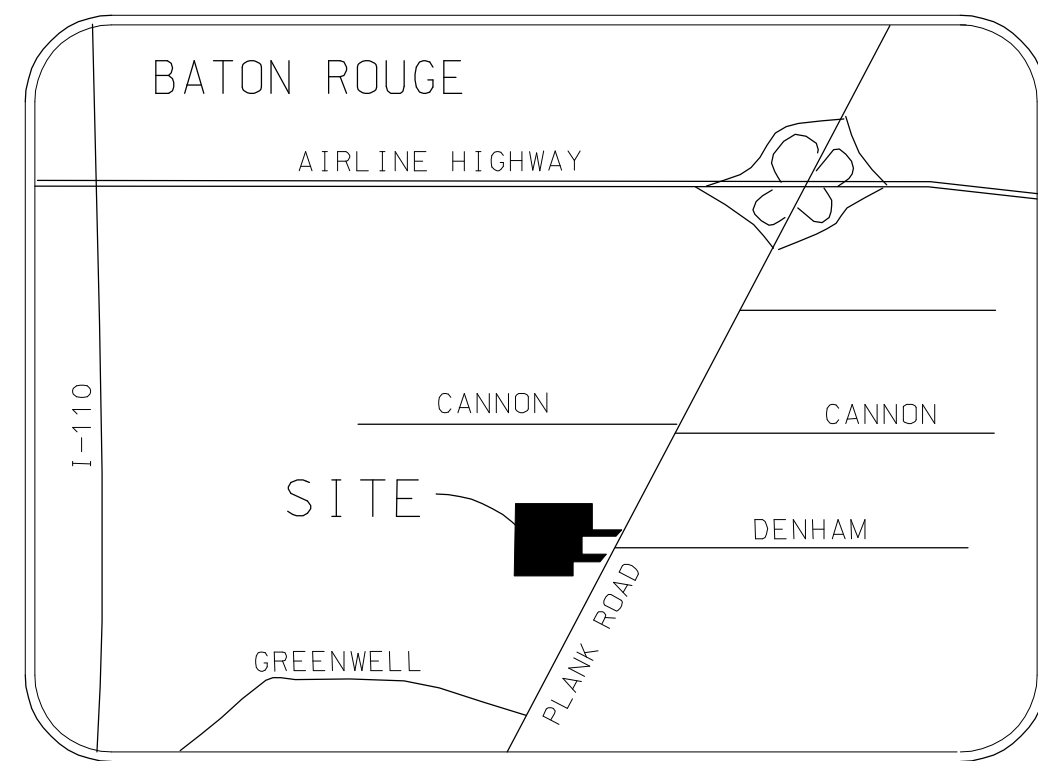 BATON ROUGE
AIRLINE HIGHWAY
I-110
CANNON
CANNON
SITE
DENHAM
PLANK ROAD
GREENWELL